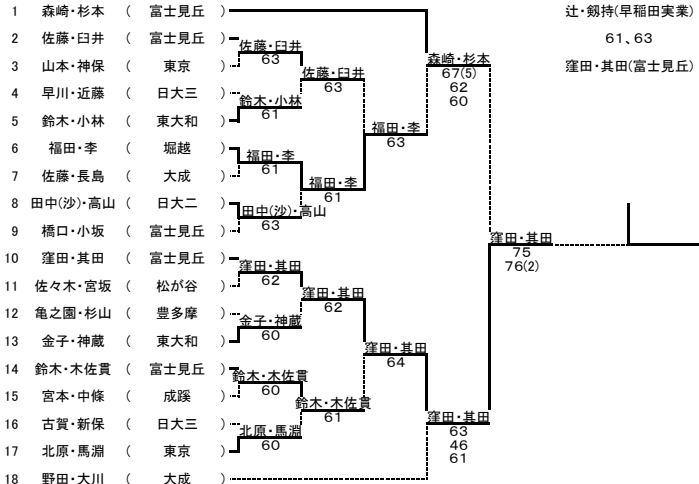 1 森崎・杉本 ( 富士見丘 )
2 佐藤・臼井 ( 富士見丘 )
3 山本・神保 ( 東京 )
4 早川・近藤 ( 日大三 )
5 鈴木・小林 ( 東大和 )
6 福田・李 ( 堀越 )
7 佐藤・長島 ( 大成 )
8 田中(沙)・高山 ( 日大二 )
9 橋口・小坂 ( 富士見丘 )
10 窪田・其田 ( 富士見丘 )
11 佐々木・宮坂 ( 松が谷 )
12 亀之園・杉山 ( 豊多摩 )
13 金子・神蔵 ( 東大和 )
14 鈴木・木佐貫 ( 富士見丘 )
15 宮本・中條 ( 成蹊 )
16 古賀・新保 ( 日大三 )
17 北原・馬淵 ( 東京 )
18 野田・大川 ( 大成 )
佐藤・臼井
63
鈴木・小林
61
福田・李
61
田中(沙)・高山
63
窪田・其田
62
金子・神蔵
60
鈴木・木佐貫
60
北原・馬淵
60
佐藤・臼井
63
福田・李
61
窪田・其田
62
鈴木・木佐貫
61
福田・李
63
窪田・其田
64
森崎・杉本
67(5)
62
60
窪田・其田
63
46
61
窪田・其田
75
76(2)
辻・剱持(早稲田実業)
61、63
窪田・其田(富士見丘)